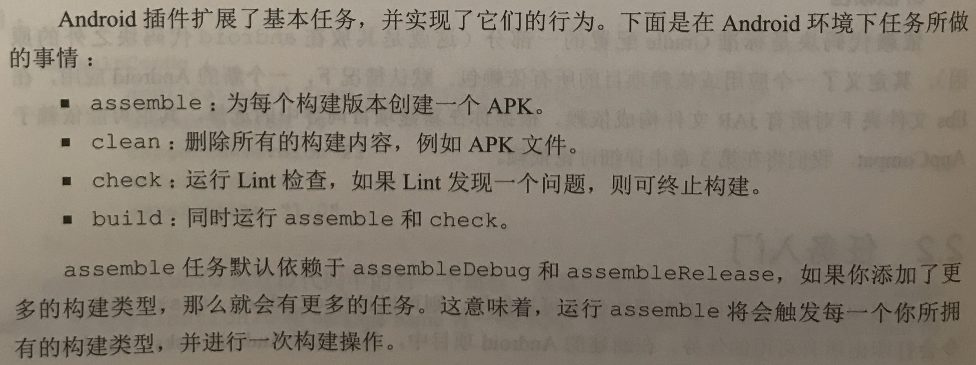 Android 插件扩展了基本任务，并实现了它们的行为。下面是在 Android 环境下任务所做
的事情：
■ assemble：为每个构建版本创建一个 APK。
■ clean：删除所有的构建内容，例如 APK 文件。
■ check：运行 Lint 检查，如果 Lint 发现一个问题，则可终止构建。
■ build：同时运行 assemble 和 check。
assemble 任务默认依赖于 assembleDebug 和 assembleRelease，如果你添加了更
多的构建类型，那么就会有更多的任务。这意味着，运行 assemble 将会触发每一个你所拥
有的构建类型，并进行一次构建操作。